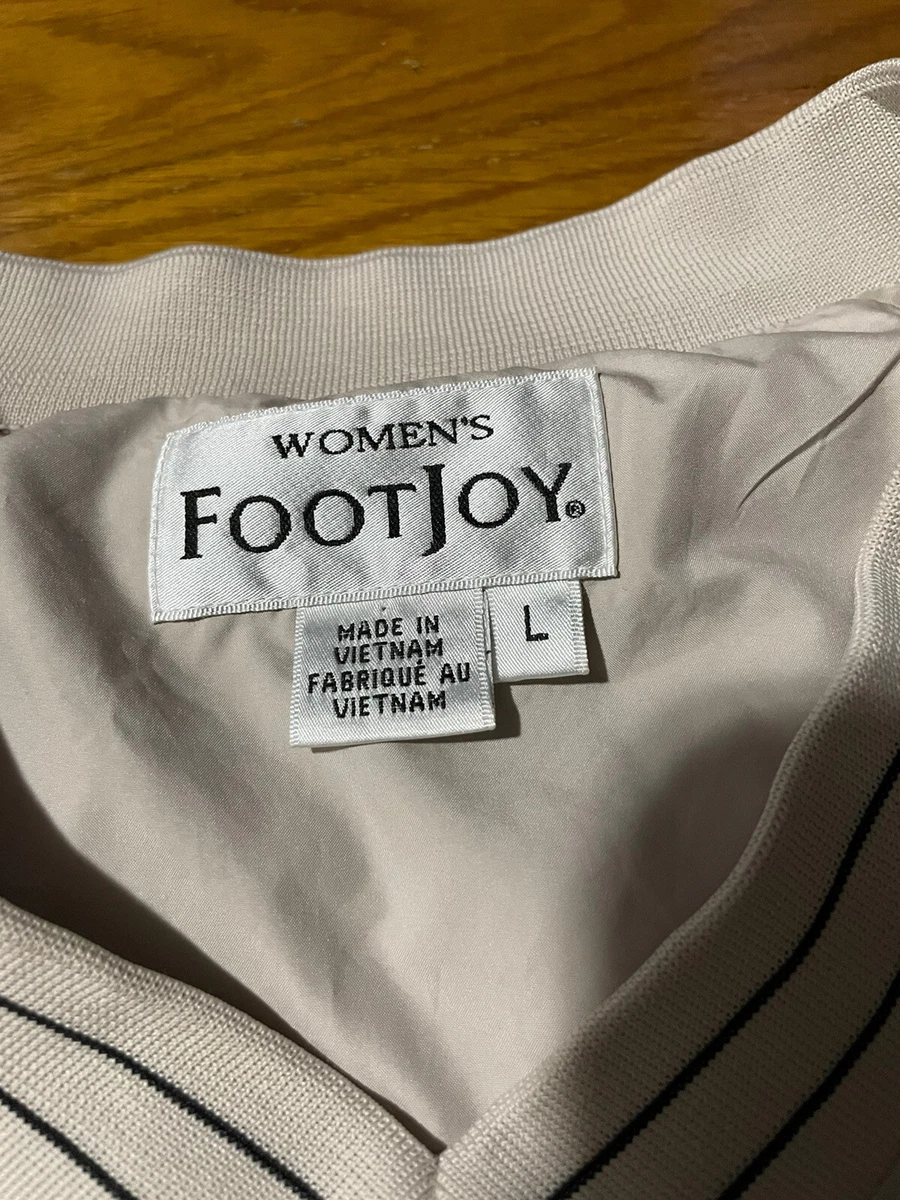 WOMEN'S
FOOTJOY®
MADE IN
VIETNAM
FABRIQUÉ AU
VIETNAM
L